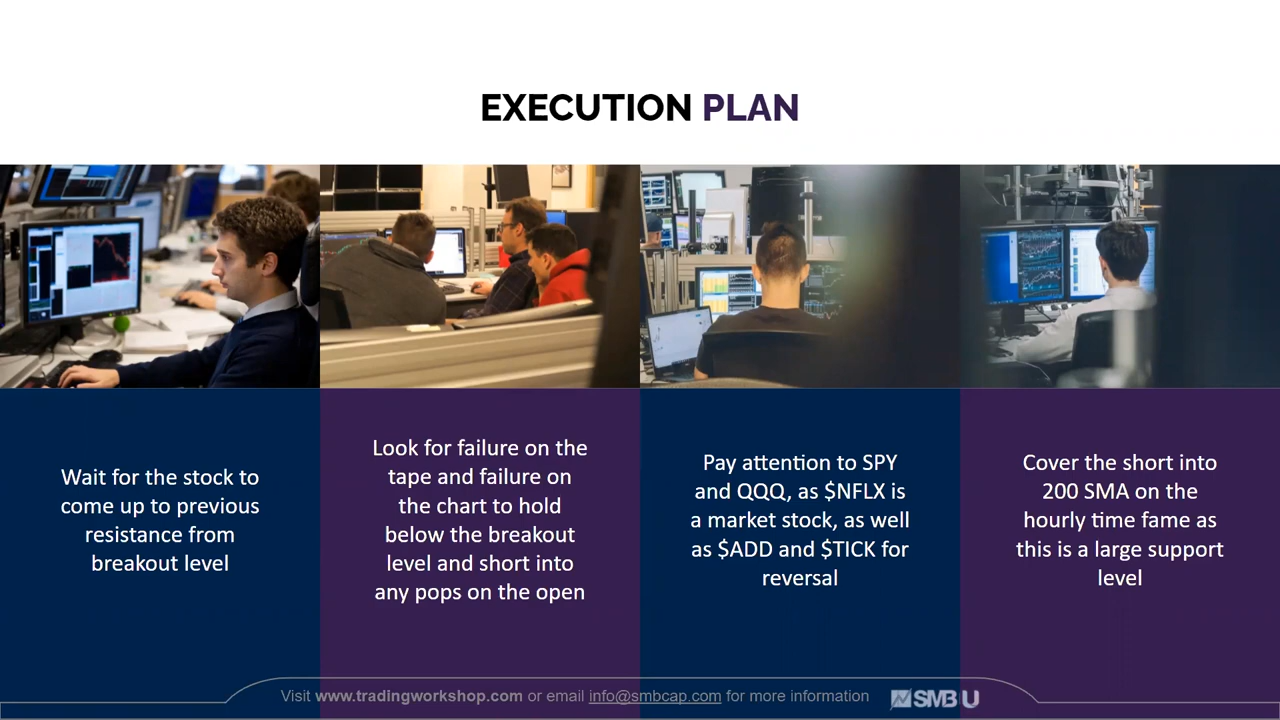 EXECUTION PLAN
Wait for the stock to
come up to previous
resistance from
breakout level
Look for failure on the
tape and failure on
the chart to hold
below the breakout
level and short into
any pops on the open
Pay attention to SPY
and QQQ, as $NFLX is
a market stock, as well
as $ADD and $TICK for
reversal
Cover the short into
200 SMA on the
hourly time fame as
this is a large support
level
Visit www.tradingworkshop.com or email info@smbcap.com for more information
SMB U